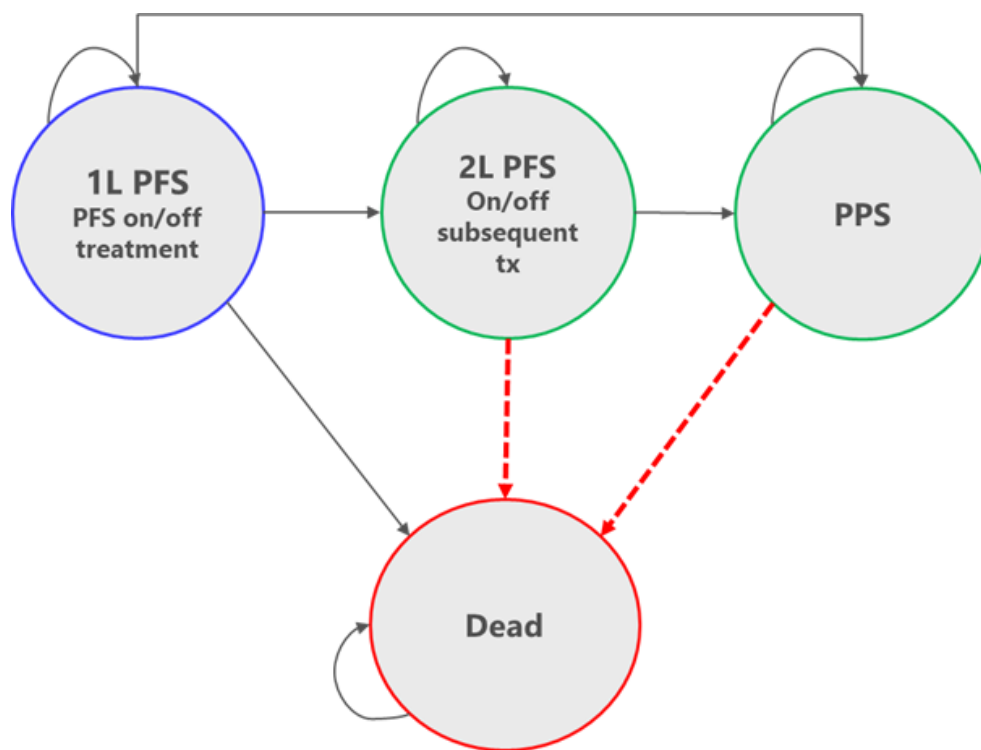 1L PFS
PFS on/off
treatment
2L PFS
On/off
subsequent
tx
PPS
Dead